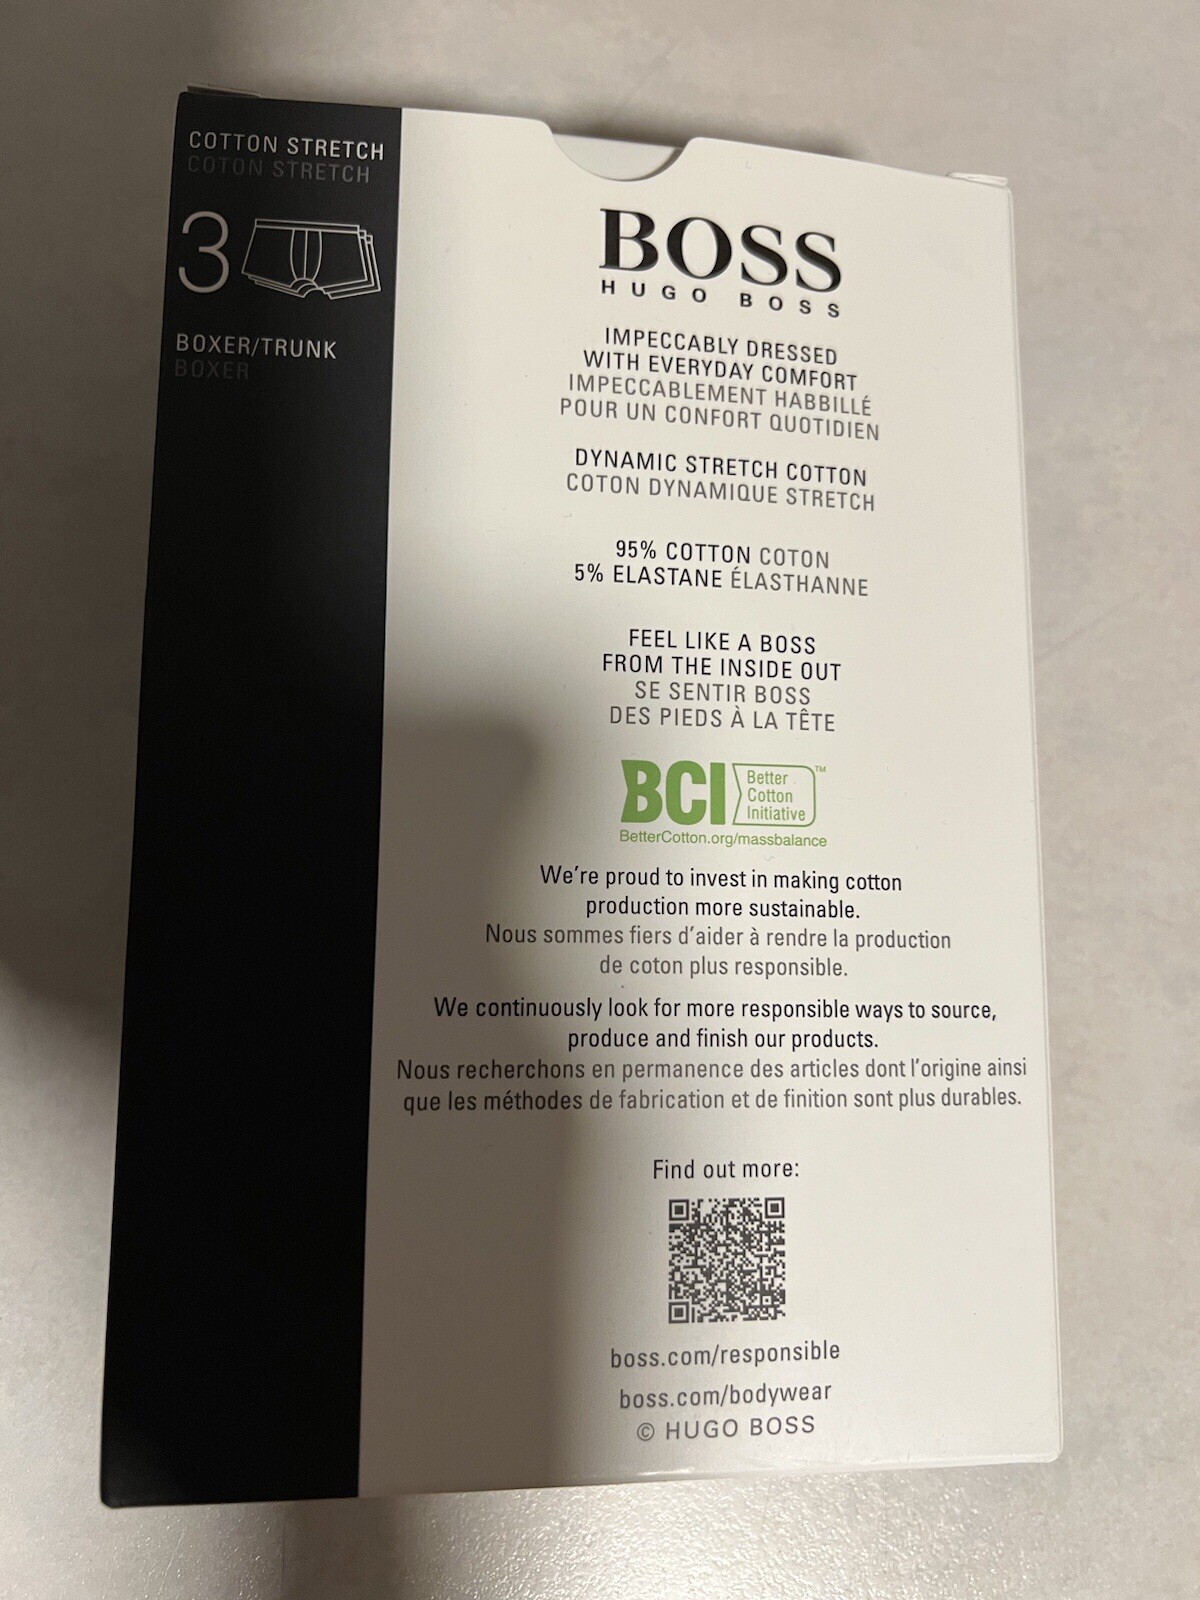 COTTON STRETCH
COTON STRETCH
3
BOXER/TRUNK
BOXER
BOSS
HUGO BOSS
IMPECCABLY DRESSED
WITH EVERYDAY COMFORT
IMPECCABLEMENT HABBILLÉ
POUR UN CONFORT QUOTIDIEN
DYNAMIC STRETCH COTTON
COTON DYNAMIQUE STRETCH
95% COTTON COTON
5% ELASTANE ÉLASTHANNE
FEEL LIKE A BOSS
FROM THE INSIDE OUT
SE SENTIR BOSS
DES PIEDS À LA TÊTE
BCI Better Cotton Initiative™
BetterCotton.org/massbalance
We're proud to invest in making cotton
production more sustainable.
Nous sommes fiers d'aider à rendre la production
de coton plus responsible.
We continuously look for more responsible ways to source,
produce and finish our products.
Nous recherchons en permanence des articles dont l'origine ainsi
que les méthodes de fabrication et de finition sont plus durables.
Find out more:
boss.com/responsible
boss.com/bodywear
© HUGO BOSS